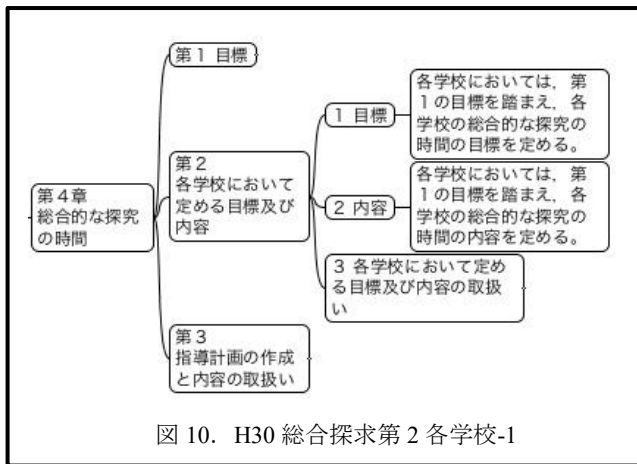 第４章
総合的な探究
の時間
第１ 目標
第２
各学校において
定める目標及び
内容
１ 目標
各学校においては，第
１の目標を踏まえ，各
学校の総合的な探究の
時間の目標を定める。
２ 内容
各学校においては，第
１の目標を踏まえ，各
学校の総合的な探究の
時間の内容を定める。
３ 各学校において定め
る目標及び内容の取扱
い
第３
指導計画の作成
と内容の取扱い
図 10．H30 総合探求第 2 各学校-1